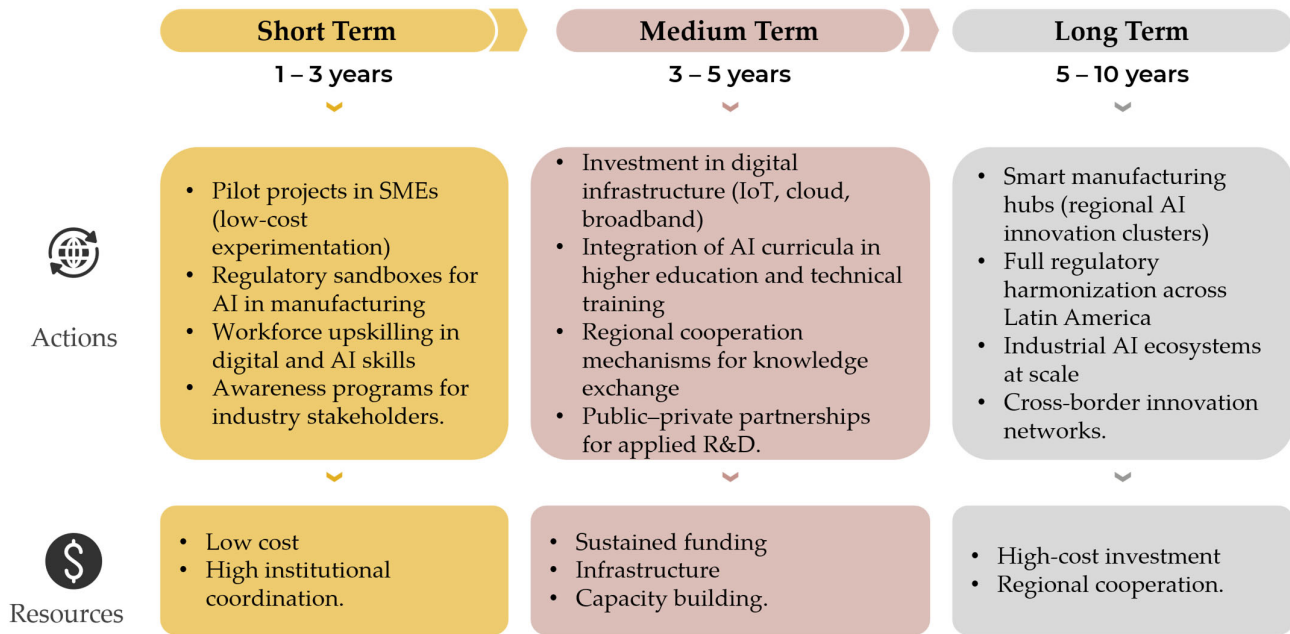 Short Term
Medium Term
Long Term
1 – 3 years
3 – 5 years
5 – 10 years
Actions
• Pilot projects in SMEs
(low-cost
experimentation)
• Regulatory sandboxes for
AI in manufacturing
• Workforce upskilling in
digital and AI skills
• Awareness programs for
industry stakeholders.
• Investment in digital
infrastructure (IoT, cloud,
broadband)
• Integration of AI curricula in
higher education and technical
training
• Regional cooperation
mechanisms for knowledge
exchange
• Public–private partnerships
for applied R&D.
• Smart manufacturing
hubs (regional AI
innovation clusters)
• Full regulatory
harmonization across
Latin America
• Industrial AI ecosystems
at scale
• Cross-border innovation
networks.
$
Resources
• Low cost
• High institutional
coordination.
• Sustained funding
• Infrastructure
• Capacity building.
• High-cost investment
• Regional cooperation.